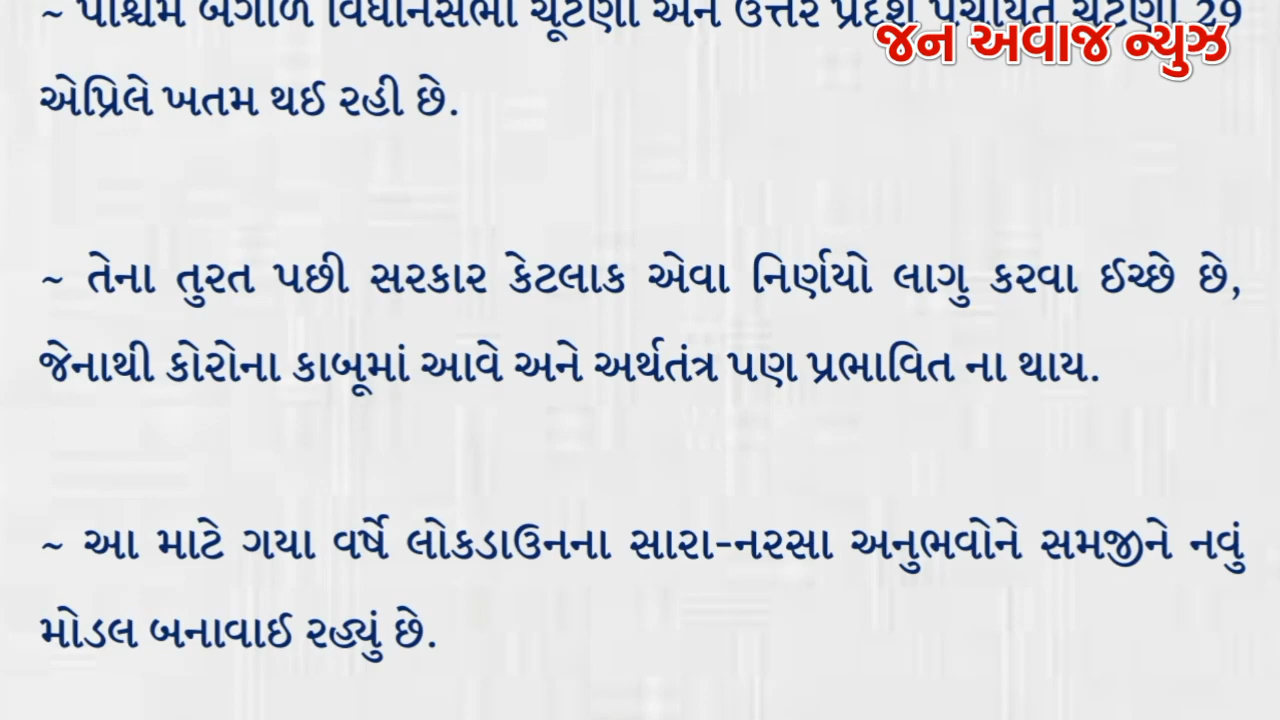 ~ પશ્ચિમ બંગાળ વિધાનસભા ચૂંટણી અને ઉત્તર પ્રદેશ પંચાયત ચૂંટણી 29
જન અવાજ ન્યુઝ
એપ્રિલે ખતમ થઈ રહી છે.
~ તેના તુરત પછી સરકાર કેટલાક એવા નિર્ણયો લાગુ કરવા ઈચ્છે છે,
જેનાથી કોરોના કાબૂમાં આવે અને અર્થતંત્ર પણ પ્રભાવિત ના થાય.
~ આ માટે ગયા વર્ષે લોકડાઉનના સારા-નરસા અનુભવોને સમજીને નવું
મોડલ બનાવાઈ રહ્યું છે.